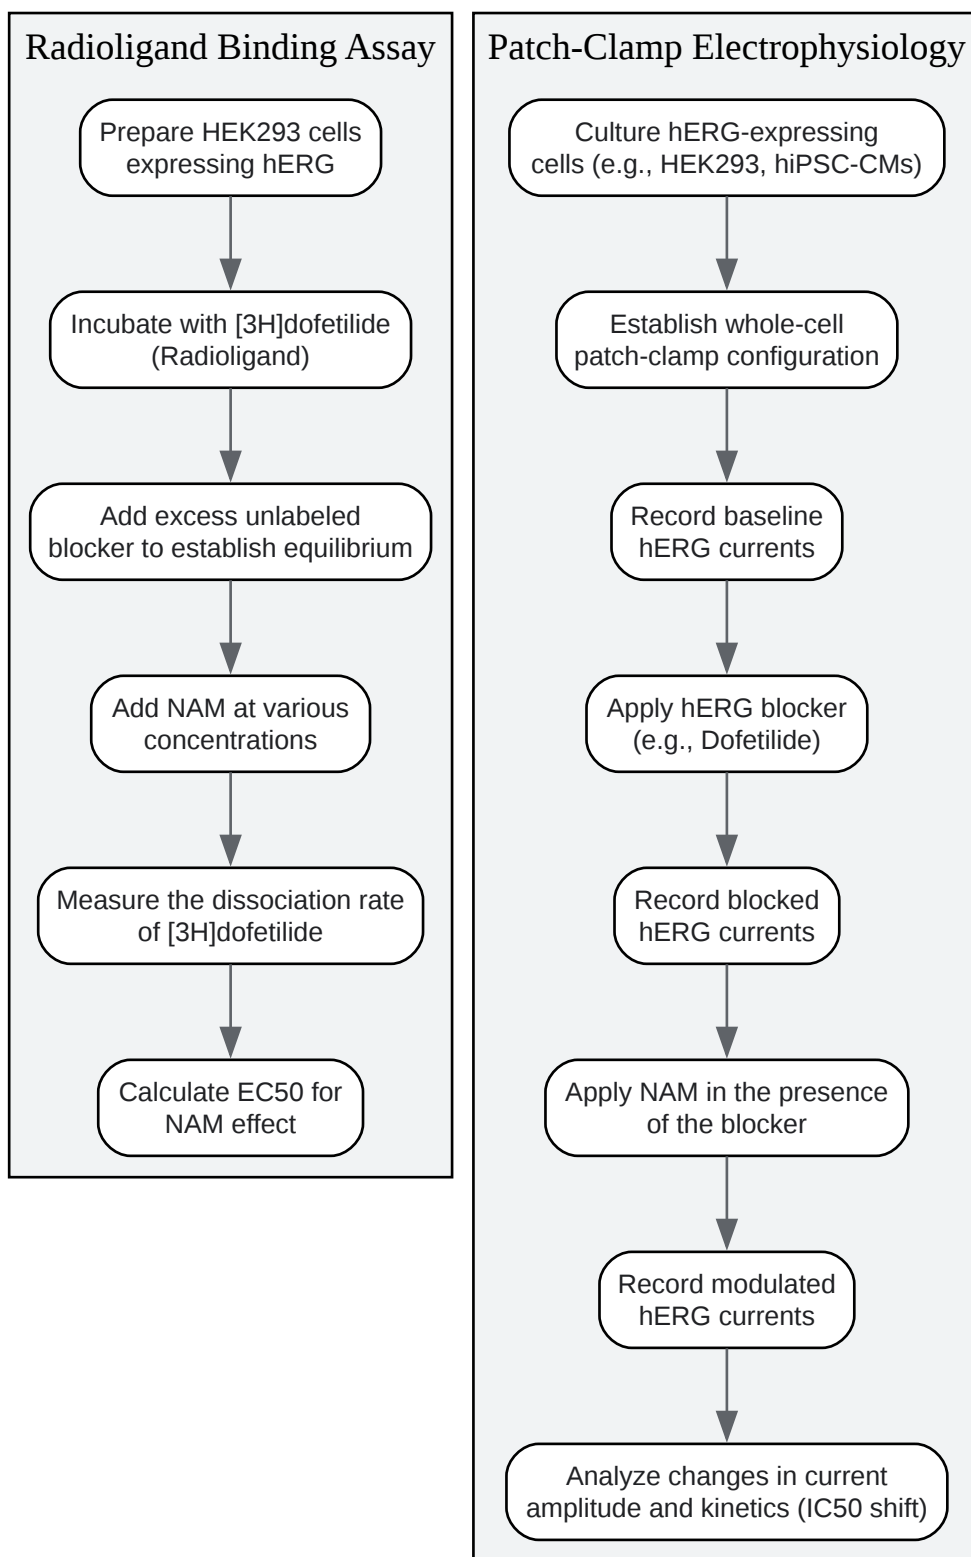 Radioligand Binding Assay
Prepare HEK293 cells
expressing hERG
Incubate with [3H]dofetilide
(Radioligand)
Add excess unlabeled
blocker to establish equilibrium
Add NAM at various
concentrations
Measure the dissociation rate
of [3H]dofetilide
Calculate EC50 for
NAM effect
Patch-Clamp Electrophysiology
Culture hERG-expressing
cells (e.g., HEK293, hiPSC-CMs)
Establish whole-cell
patch-clamp configuration
Record baseline
hERG currents
Apply hERG blocker
(e.g., Dofetilide)
Record blocked
hERG currents
Apply NAM in the presence
of the blocker
Record modulated
hERG currents
Analyze changes in current
amplitude and kinetics (IC50 shift)